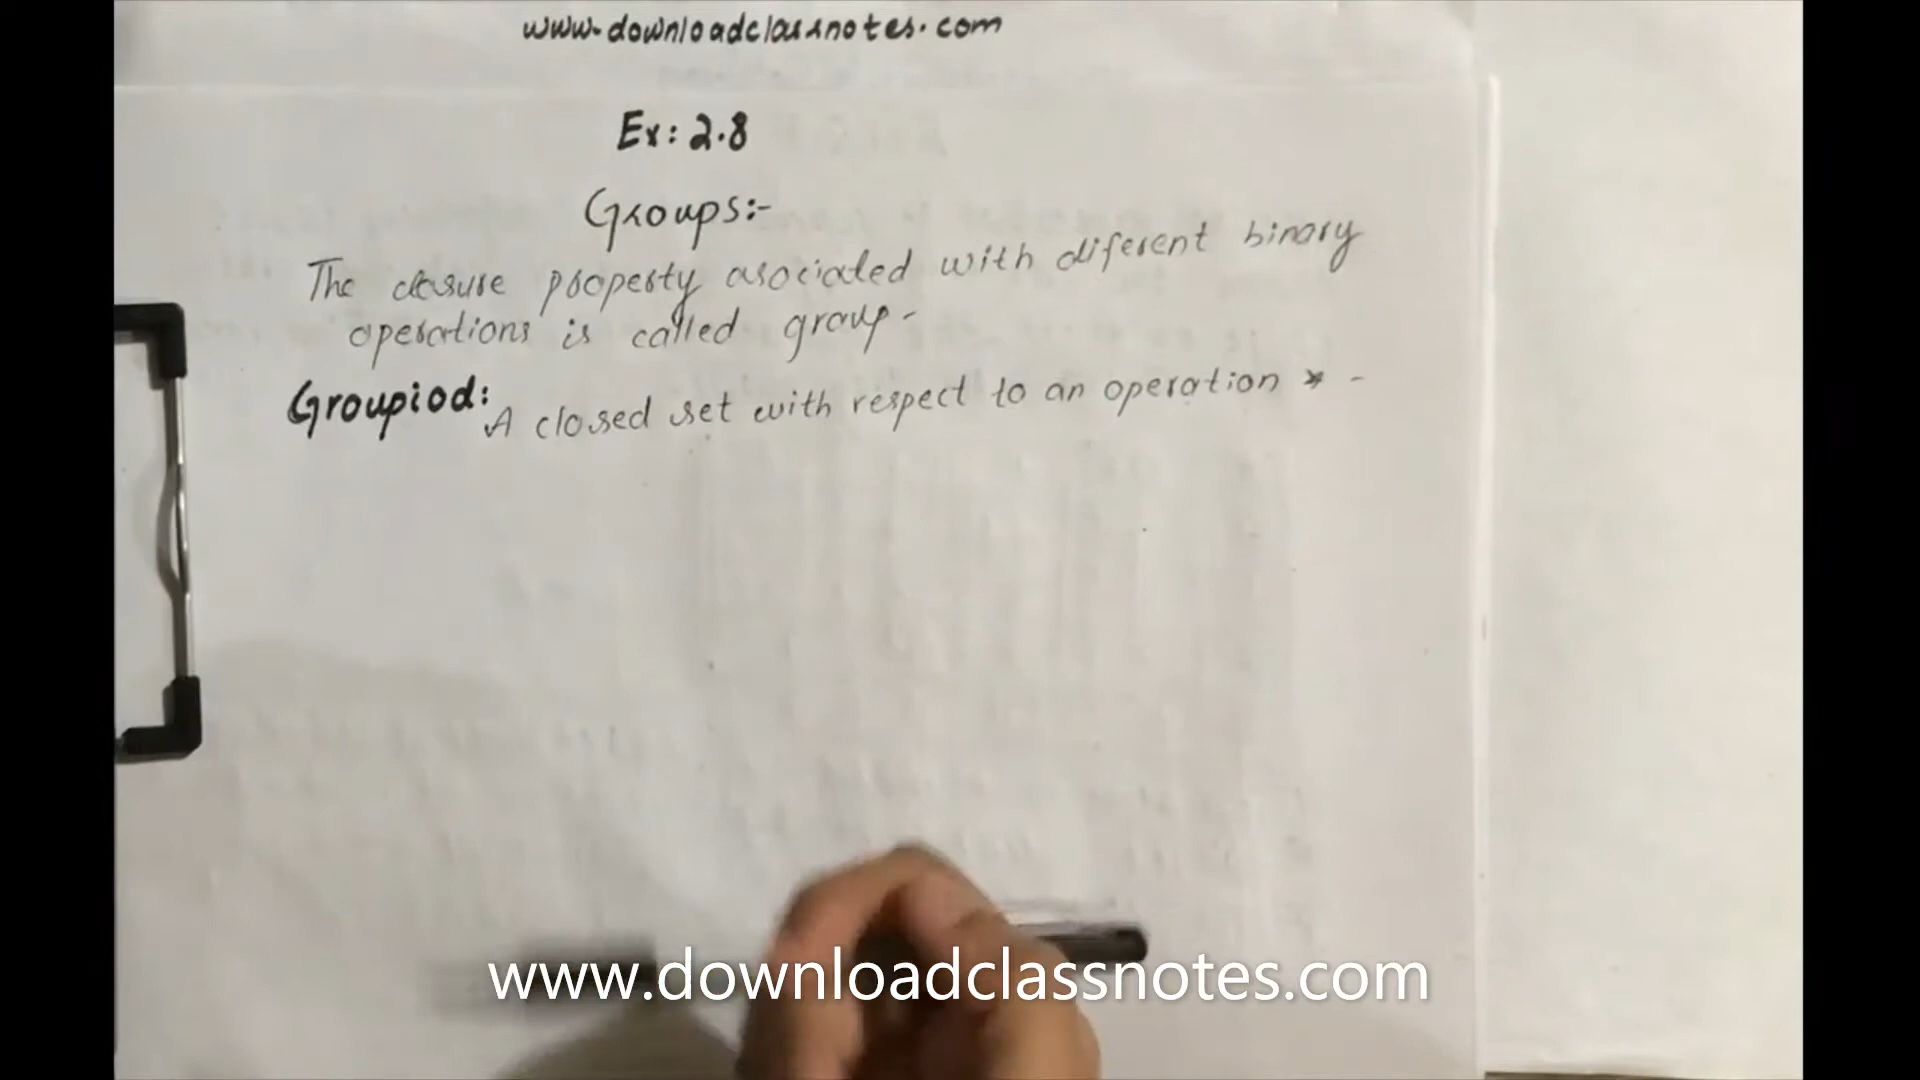 www.downloadclassnotes.com
Ex: 2.8
Groups:-
The closure property asociated with diferent binary
operations is called group-
Groupiod:
A closed set with respect to an operation * -
www.downloadclassnotes.com